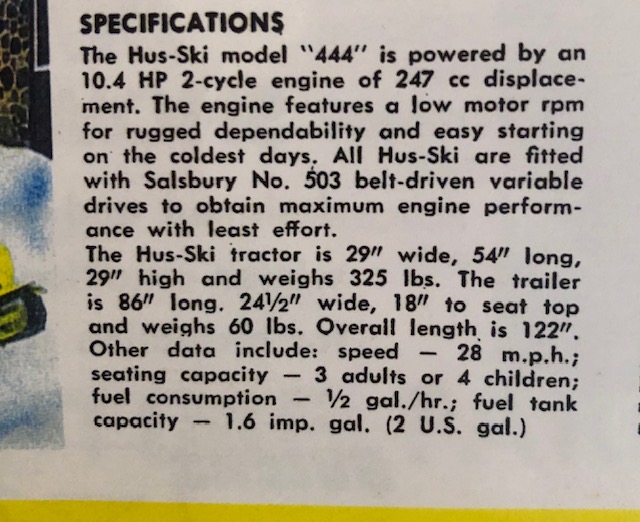 SPECIFICATIONS
The Hus-Ski model "444" is powered by an
10.4 HP 2-cycle engine of 247 cc displace-
ment. The engine features a low motor rpm
for rugged dependability and easy starting
on the coldest days. All Hus-Ski are fitted
with Salsbury No. 503 belt-driven variable
drives to obtain maximum engine perform-
ance with least effort.
The Hus-Ski tractor is 29" wide, 54" long,
29" high and weighs 325 lbs. The trailer
is 86" long. 24½" wide, 18" to seat top
and weighs 60 lbs. Overall length is 122".
Other data include: speed — 28 m.p.h.;
seating capacity — 3 adults or 4 children;
fuel consumption — ½ gal./hr.; fuel tank
capacity — 1.6 imp. gal. (2 U.S. gal.)